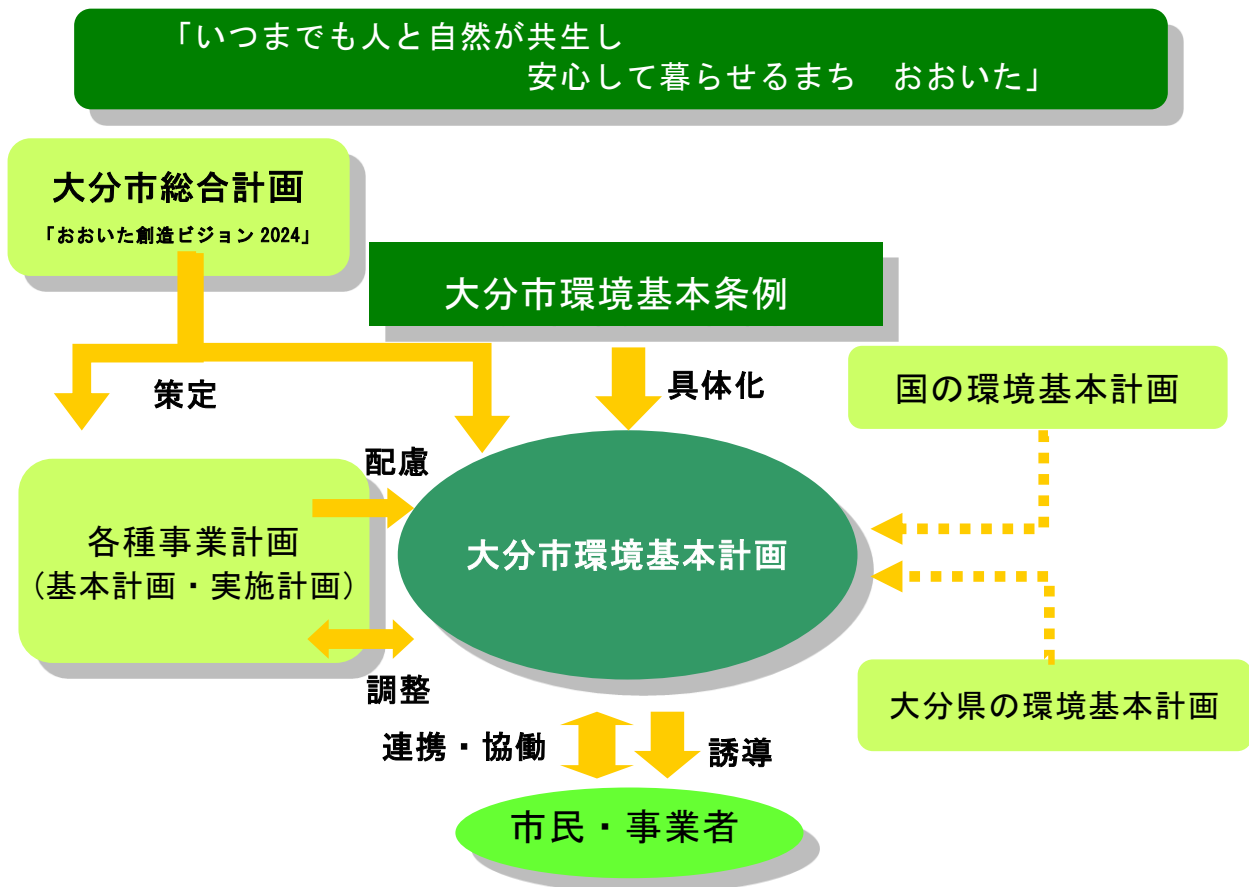 「いつまでも人と自然が共生し
安心して暮らせるまち　おおいた」
大分市総合計画
「おおいた創造ビジョン 2024」
大分市環境基本条例
策定
具体化
国の環境基本計画
配慮
各種事業計画
(基本計画・実施計画)
大分市環境基本計画
調整
大分県の環境基本計画
連携・協働
誘導
市民・事業者